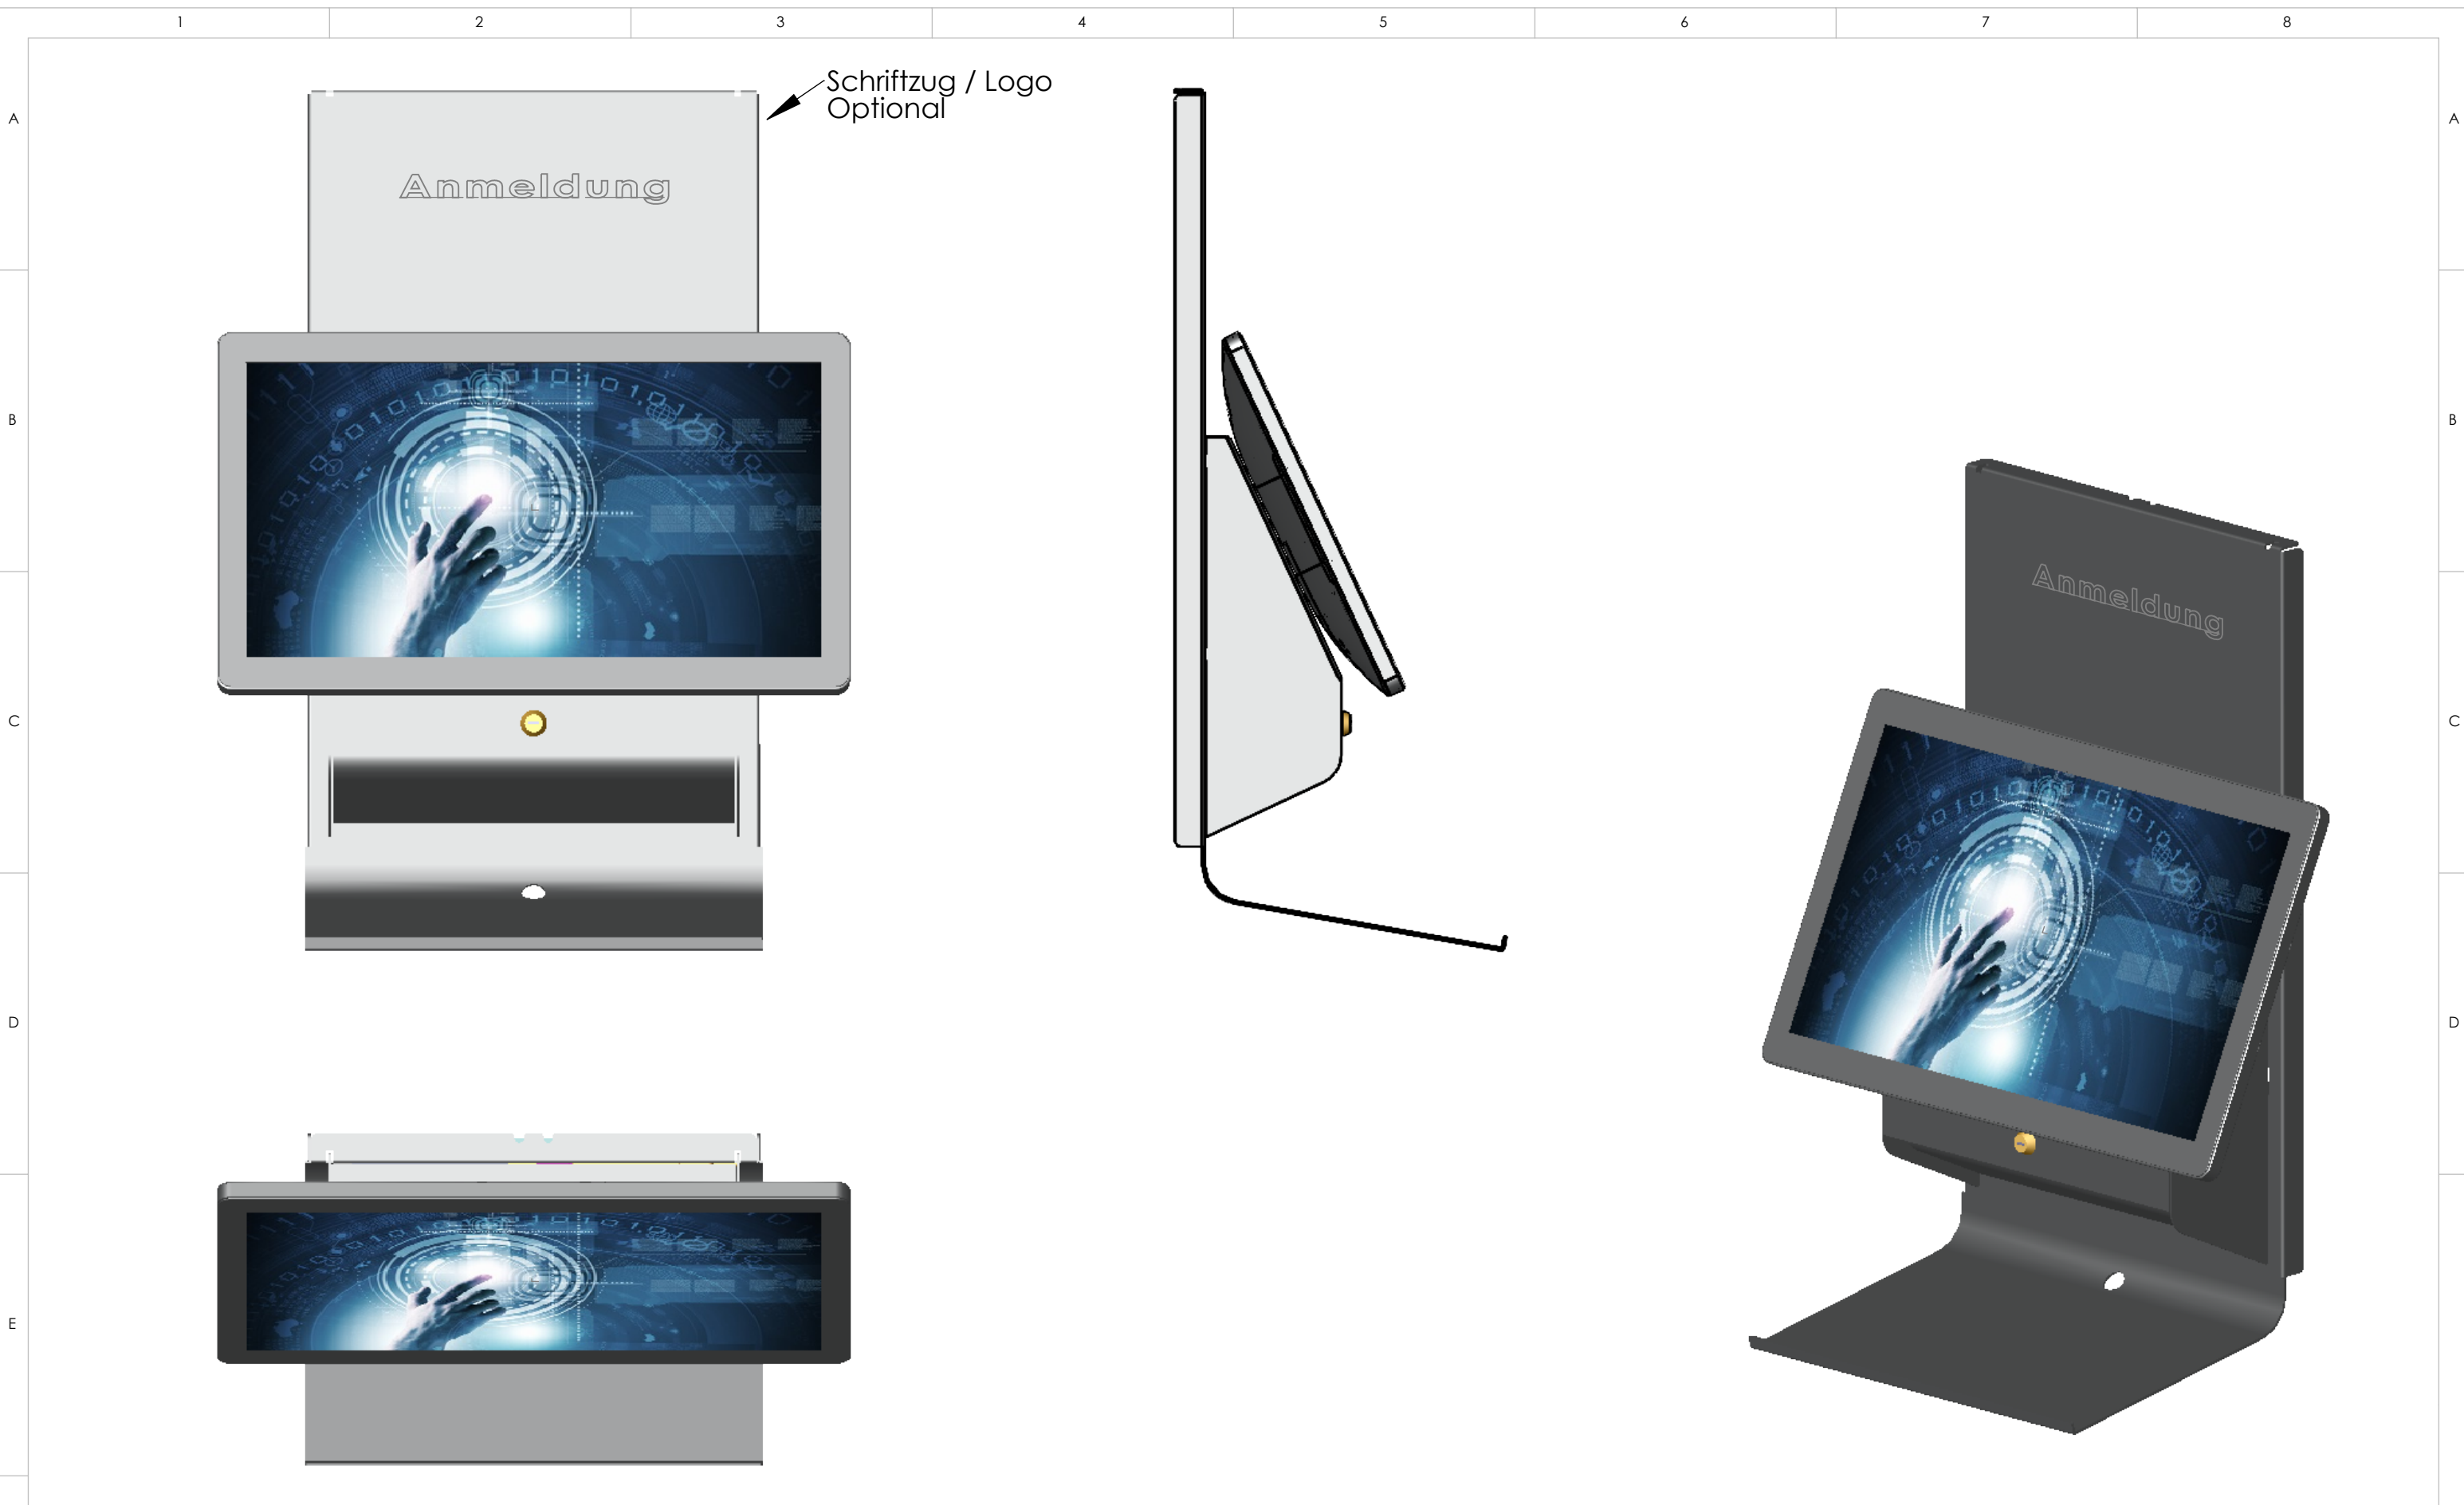 1 2 3 4 5 6 7 8
Schriftzug / Logo
Optional
A A
Anmeldung
B B
Anmeldung
C C
D D
E